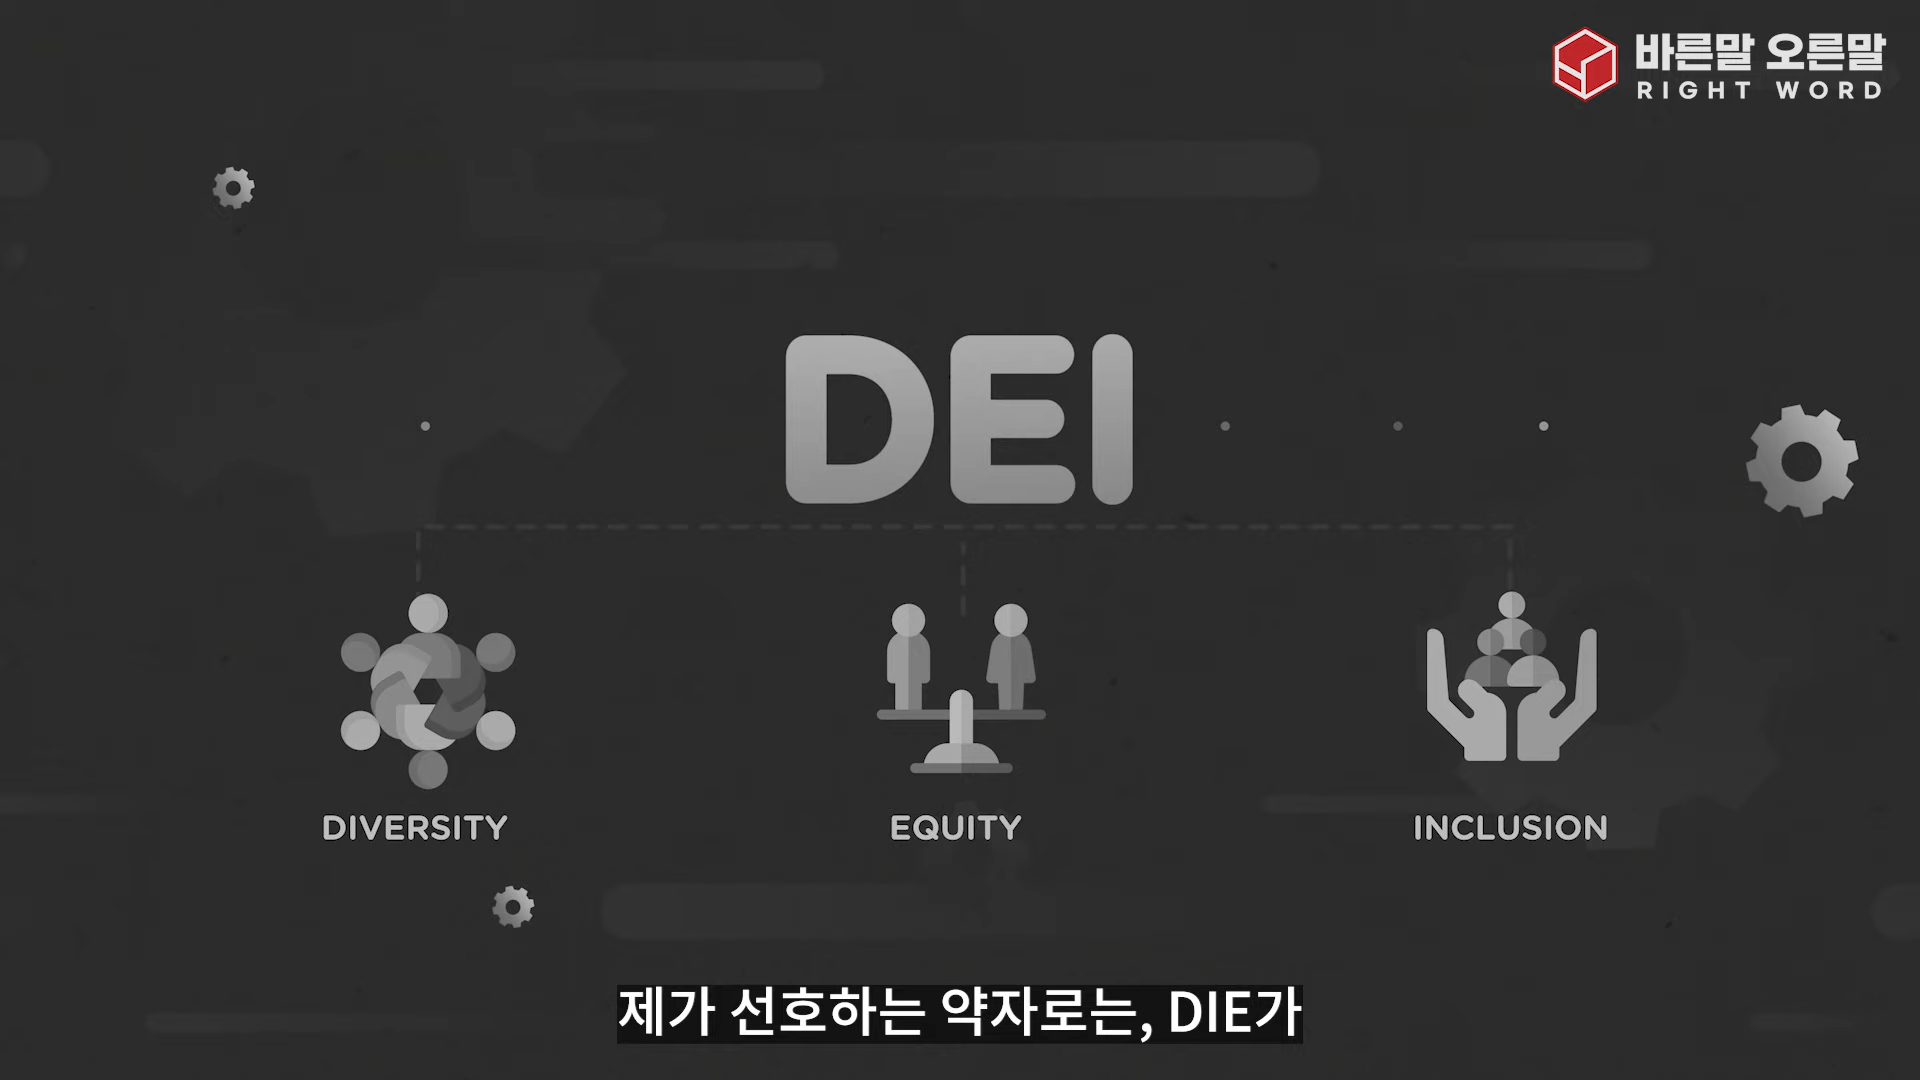 바른말 오른말
RIGHT WORD
DEI
DIVERSITY
EQUITY
INCLUSION
제가 선호하는 약자로는, DIE가